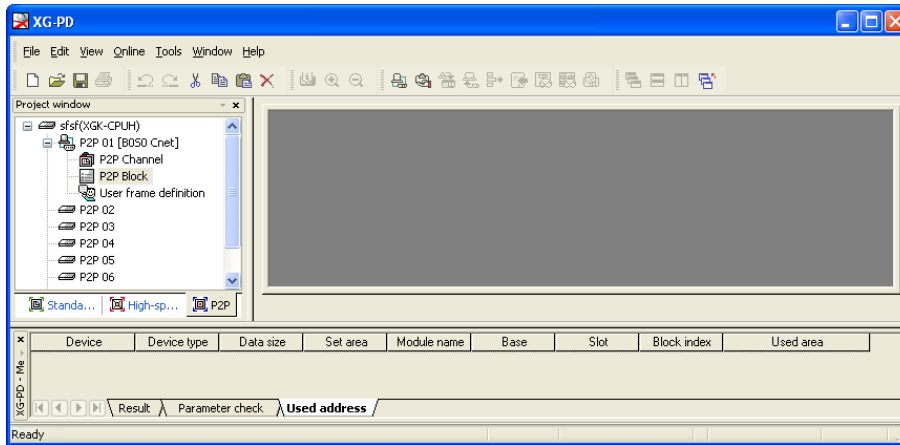 XG-PD
File Edit View Online Tools Window Help
Project window
sfsf(XGK-CPUH)
P2P 01 [B0S0 Cnet]
P2P Channel
P2P Block
User frame definition
P2P 02
P2P 03
P2P 04
P2P 05
P2P 06
Standa... High-sp... P2P
Device Device type Data size Set area Module name Base Slot Block index Used area
XG-PD - Me
Result Parameter check Used address
Ready